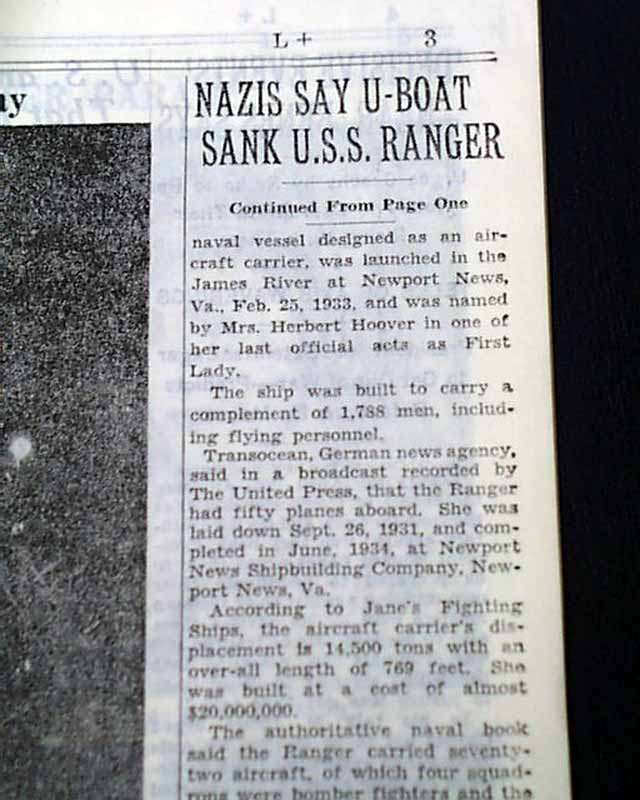 L+ 3
ay
NAZIS SAY U-BOAT
SANK U.S.S. RANGER
Continued From Page One
naval vessel designed as an air-
craft carrier, was launched in the
James River at Newport News,
Va., Feb. 25, 1933, and was named
by Mrs. Herbert Hoover in one of
her last official acts as First
Lady.
The ship was built to carry a
complement of 1,788 men, includ-
ing flying personnel.
Transocean, German news agency,
said in a broadcast recorded by
The United Press, that the Ranger
had fifty planes aboard. She was
laid down Sept. 26, 1931, and com-
pleted in June, 1934, at Newport
News Shipbuilding Company, New-
port News, Va.
According to Jane's Fighting
Ships, the aircraft carrier's dis-
placement is 14,500 tons with an
over-all length of 769 feet. She
was built at a cost of almost
$20,000,000.
The authoritative naval book
said the Ranger carried seventy-
two aircraft, of which four squad-
rons were bomber fighters and the